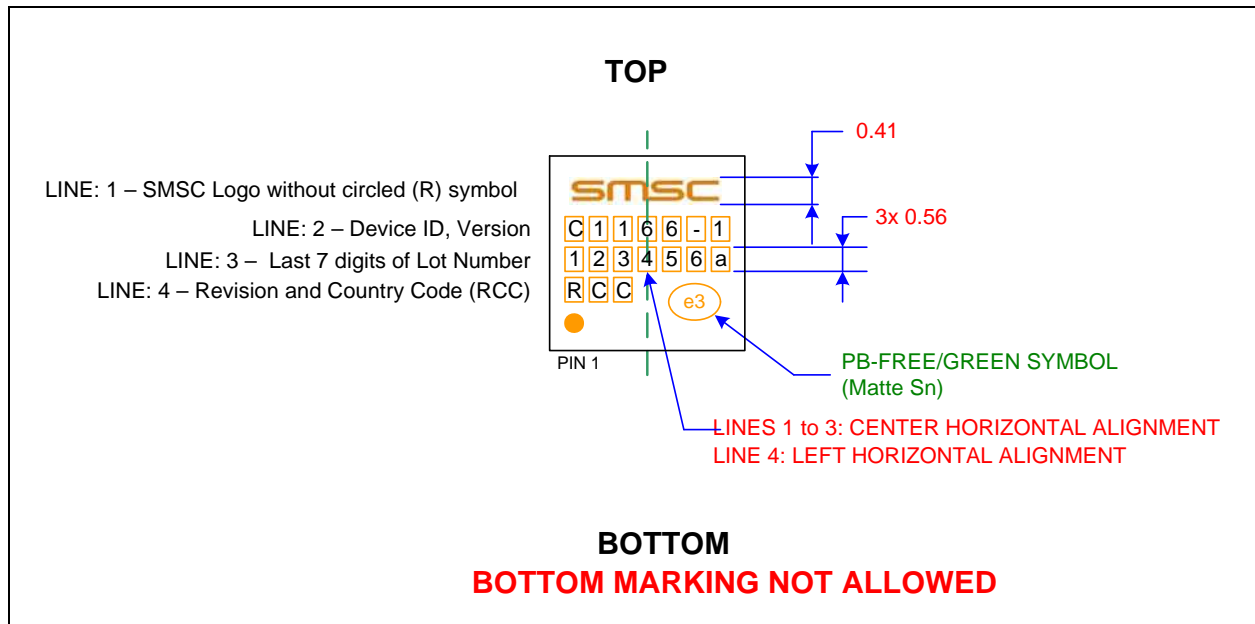 TOP
0.41
LINE: 1 – SMSC Logo without circled (R) symbol
SMSC
3x 0.56
LINE: 2 – Device ID, Version
C 1 1 6 6 - 1
LINE: 3 – Last 7 digits of Lot Number
1 2 3 4 5 6 a
LINE: 4 – Revision and Country Code (RCC)
R C C
e3
PIN 1
PB-FREE/GREEN SYMBOL
(Matte Sn)
LINES 1 to 3: CENTER HORIZONTAL ALIGNMENT
LINE 4: LEFT HORIZONTAL ALIGNMENT
BOTTOM
BOTTOM MARKING NOT ALLOWED